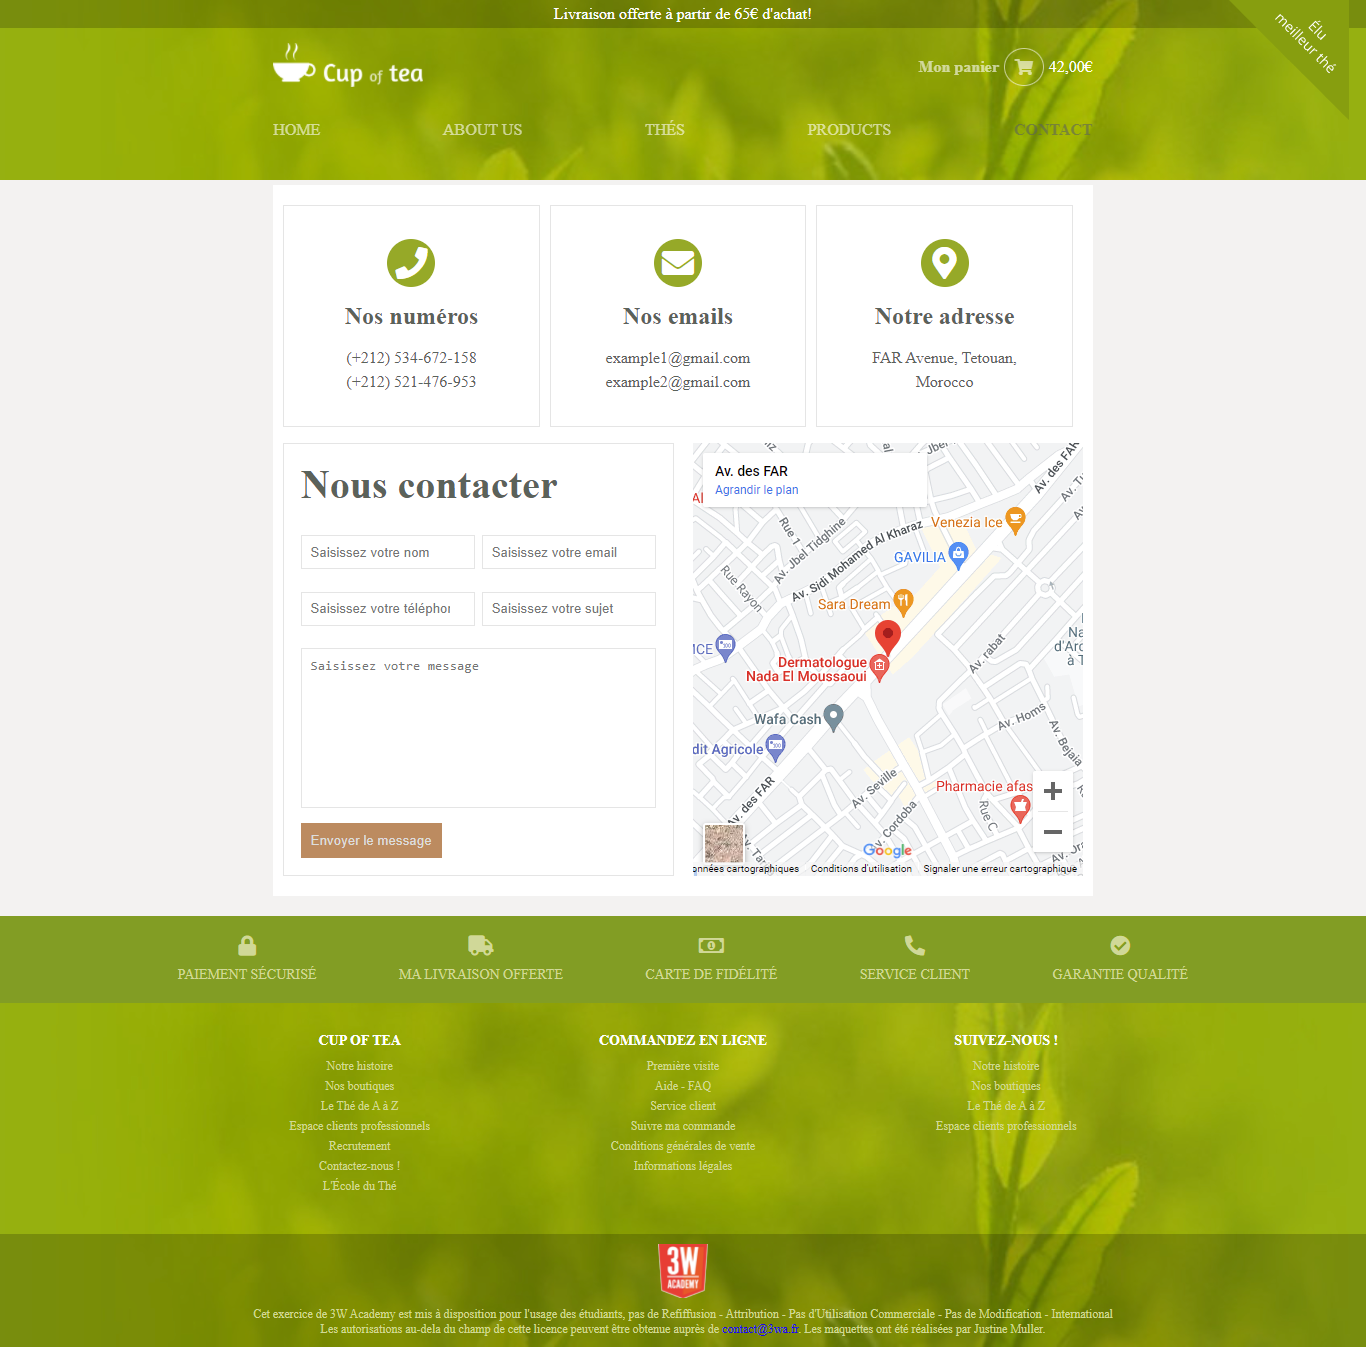 Livraison offerte à partir de 65€ d'achat!
Élu
meilleur thé
Cup of tea
Mon panier 42,00€
HOME ABOUT US THÉS PRODUCTS CONTACT
Nos numéros
(+212) 534-672-158
(+212) 521-476-953
Nos emails
example1@gmail.com
example2@gmail.com
Notre adresse
FAR Avenue, Tetouan,
Morocco
Nous contacter
Saisissez votre nom
Saisissez votre email
Saisissez votre télépho
Saisissez votre sujet
Saisissez votre message
Envoyer le message
Av. des FAR
Agrandir le plan
Av. des FAR
Venezia Ice
GAVILIA
Rue 1
Av. Jbel Tidghine
Av. Sidi Mohamed Al Kharaz
Rue Rayon
Sara Dream
MCE
Dermatologue
Nada El Moussaoui
Av. rabat
Na
d'Arc
à T
Wafa Cash
dit Agricole
Av. Homs
Av. Bejaia
Av. des FAR
Av. Seville
Av. Cordoba
Pharmacie afas
Rue C
Google
onnées cartographiques Conditions d'utilisation Signaler une erreur cartographique
PAIEMENT SÉCURISÉ
MA LIVRAISON OFFERTE
CARTE DE FIDÉLITÉ
SERVICE CLIENT
GARANTIE QUALITÉ
CUP OF TEA
Notre histoire
Nos boutiques
Le Thé de A à Z
Espace clients professionnels
Recrutement
Contactez-nous !
L'École du Thé
COMMANDEZ EN LIGNE
Première visite
Aide - FAQ
Service client
Suivre ma commande
Conditions générales de vente
Informations légales
SUIVEZ-NOUS !
Notre histoire
Nos boutiques
Le Thé de A à Z
Espace clients professionnels
3W
ACADEMY
Cet exercice de 3W Academy est mis à disposition pour l'usage des étudiants, pas de Refiffusion - Attribution - Pas d'Utilisation Commerciale - Pas de Modification - International
Les autorisations au-dela du champ de cette licence peuvent être obtenue auprès de contact@3wa.fr. Les maquettes ont été réalisées par Justine Muller.